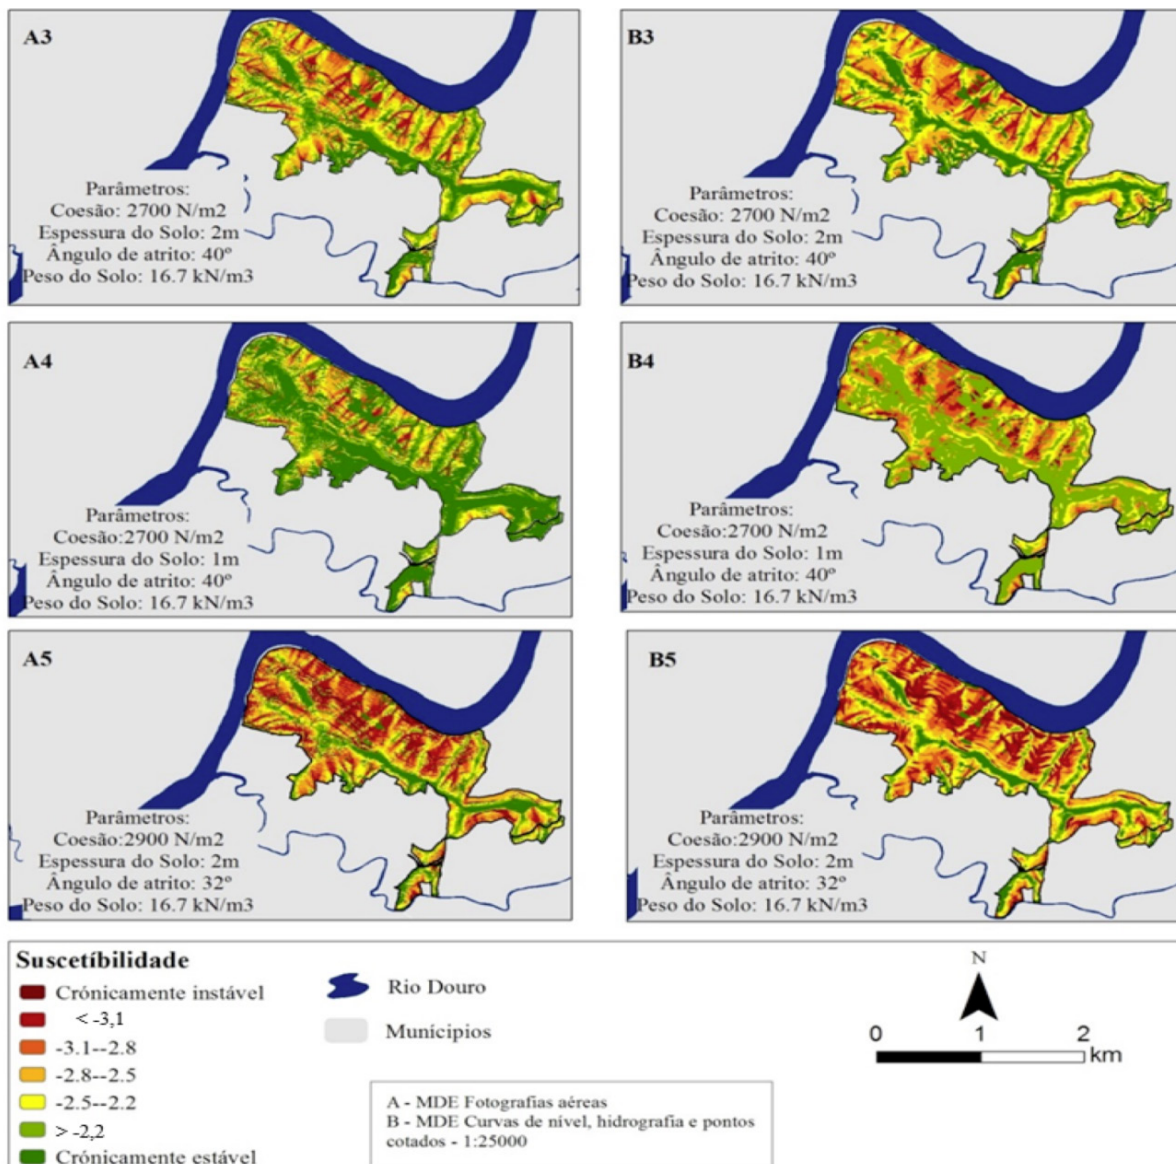 A3
Parâmetros:
Coesão: 2700 N/m2
Espessura do Solo: 2m
Ângulo de atrito: 40º
Peso do Solo: 16.7 kN/m3
B3
Parâmetros:
Coesão: 2700 N/m2
Espessura do Solo: 2m
Ângulo de atrito: 40º
Peso do Solo: 16.7 kN/m3
A4
Parâmetros:
Coesão:2700 N/m2
Espessura do Solo: 1m
Ângulo de atrito: 40º
Peso do Solo: 16.7 kN/m3
B4
Parâmetros:
Coesão:2700 N/m2
Espessura do Solo: 1m
Ângulo de atrito: 40º
Peso do Solo: 16.7 kN/m3
A5
Parâmetros:
Coesão:2900 N/m2
Espessura do Solo: 2m
Ângulo de atrito: 32º
Peso do Solo: 16.7 kN/m3
B5
Parâmetros:
Coesão:2900 N/m2
Espessura do Solo: 2m
Ângulo de atrito: 32º
Peso do Solo: 16.7 kN/m3
Suscetíbilidade
Crónicamente instável
< -3,1
-3.1--2.8
-2.8--2.5
-2.5--2.2
> -2,2
Crónicamente estável
Rio Douro
Munícipios
A - MDE Fotografias aéreas
B - MDE Curvas de nível, hidrografia e pontos
cotados - 1:25000
N
0 1 2
km